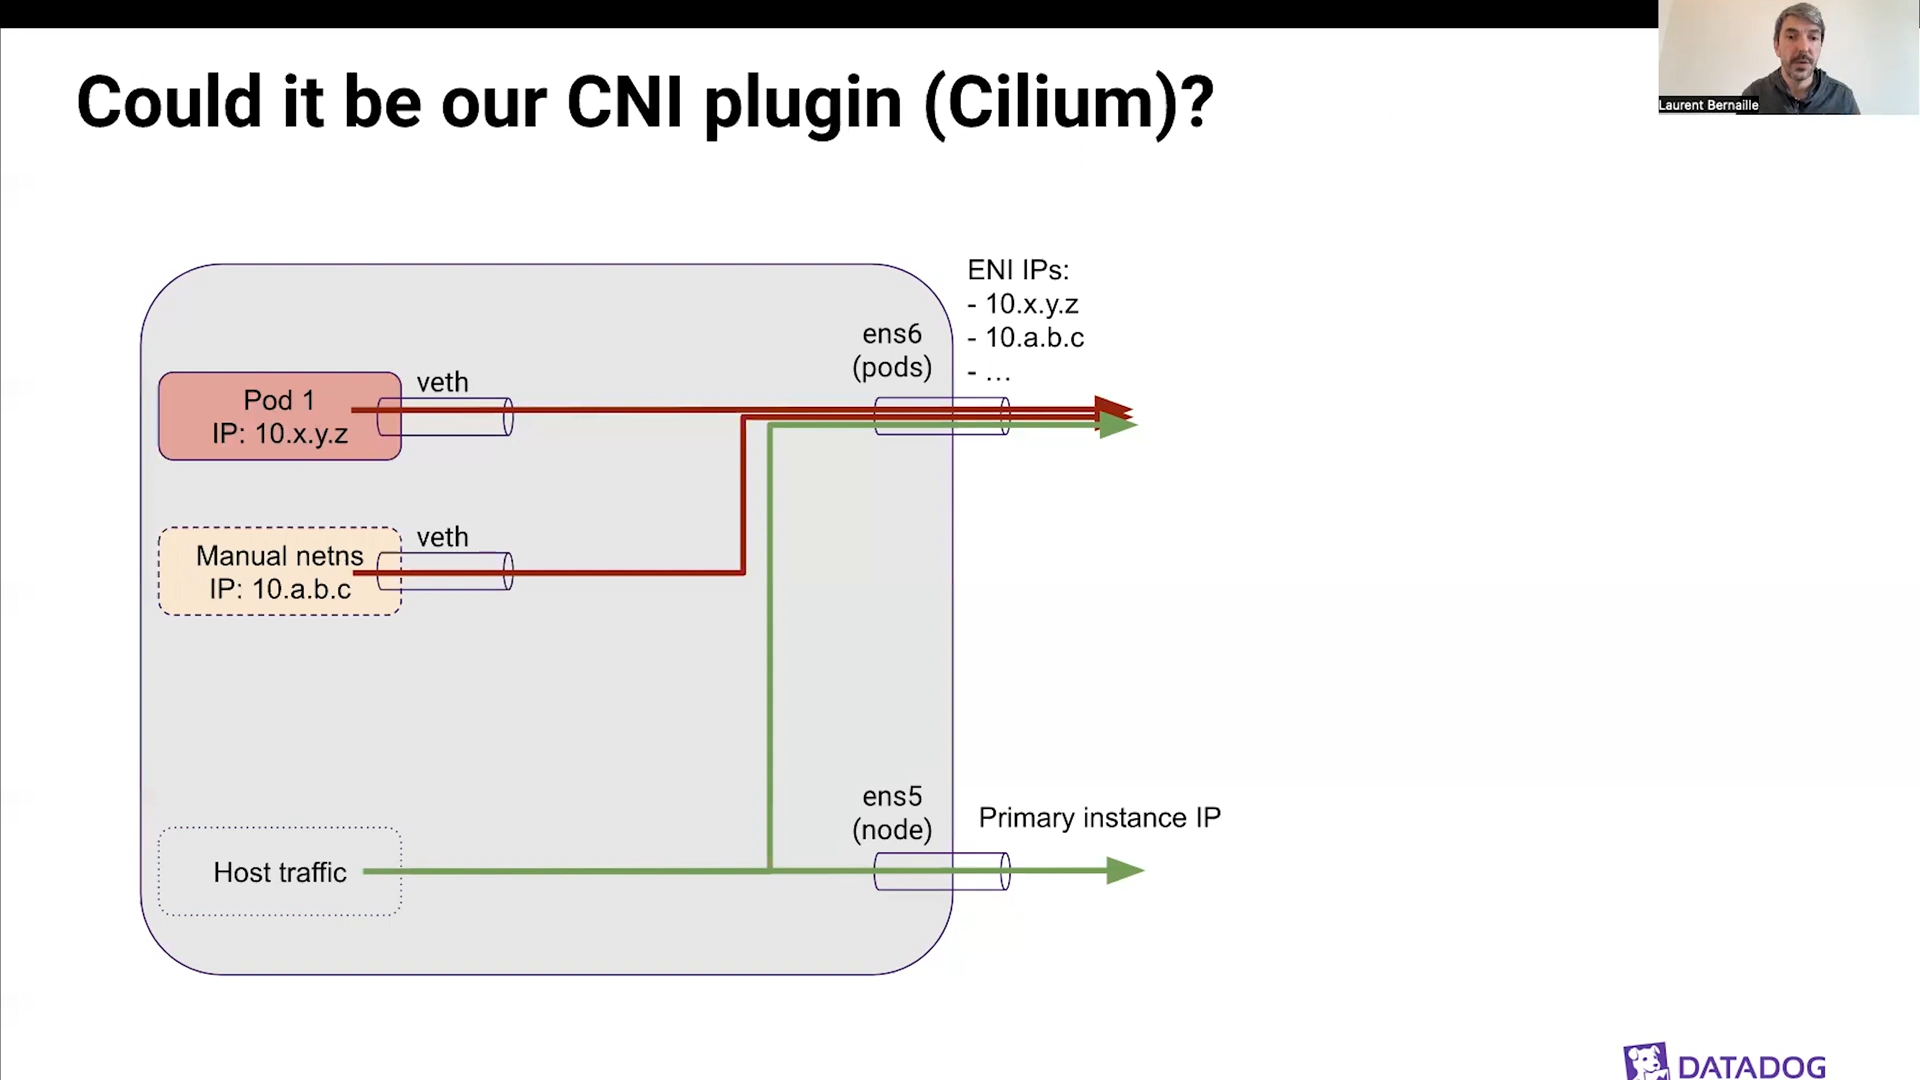 Could it be our CNI plugin (Cilium)?
Laurent Bernaille
ENI IPs:
- 10.x.y.z
- 10.a.b.c
- …
ens6
(pods)
veth
Pod 1
IP: 10.x.y.z
veth
Manual netns
IP: 10.a.b.c
ens5
(node)
Primary instance IP
Host traffic
DATADOG